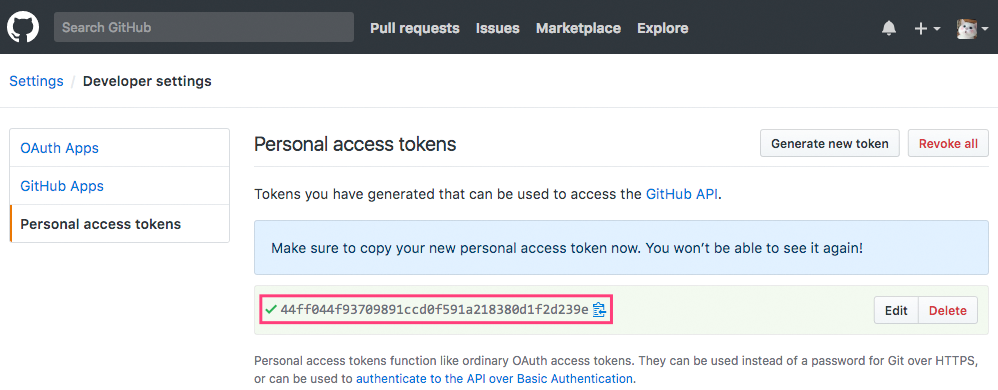 Search GitHub Pull requests Issues Marketplace Explore
Settings / Developer settings
OAuth Apps
GitHub Apps
Personal access tokens
Personal access tokens Generate new token Revoke all
Tokens you have generated that can be used to access the GitHub API.
Make sure to copy your new personal access token now. You won’t be able to see it again!
44ff044f93709891ccd0f591a218380d1f2d239e Edit Delete
Personal access tokens function like ordinary OAuth access tokens. They can be used instead of a password for Git over HTTPS,
or can be used to authenticate to the API over Basic Authentication.